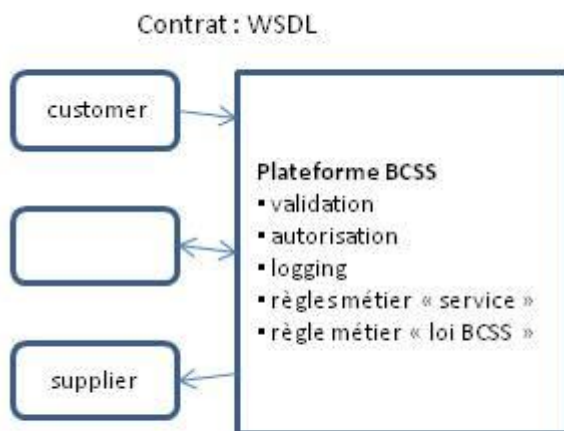 Contrat : WSDL
customer
Plateforme BCSS
▪ validation
▪ autorisation
▪ logging
▪ règles métier « service »
▪ règle métier « loi BCSS »
supplier